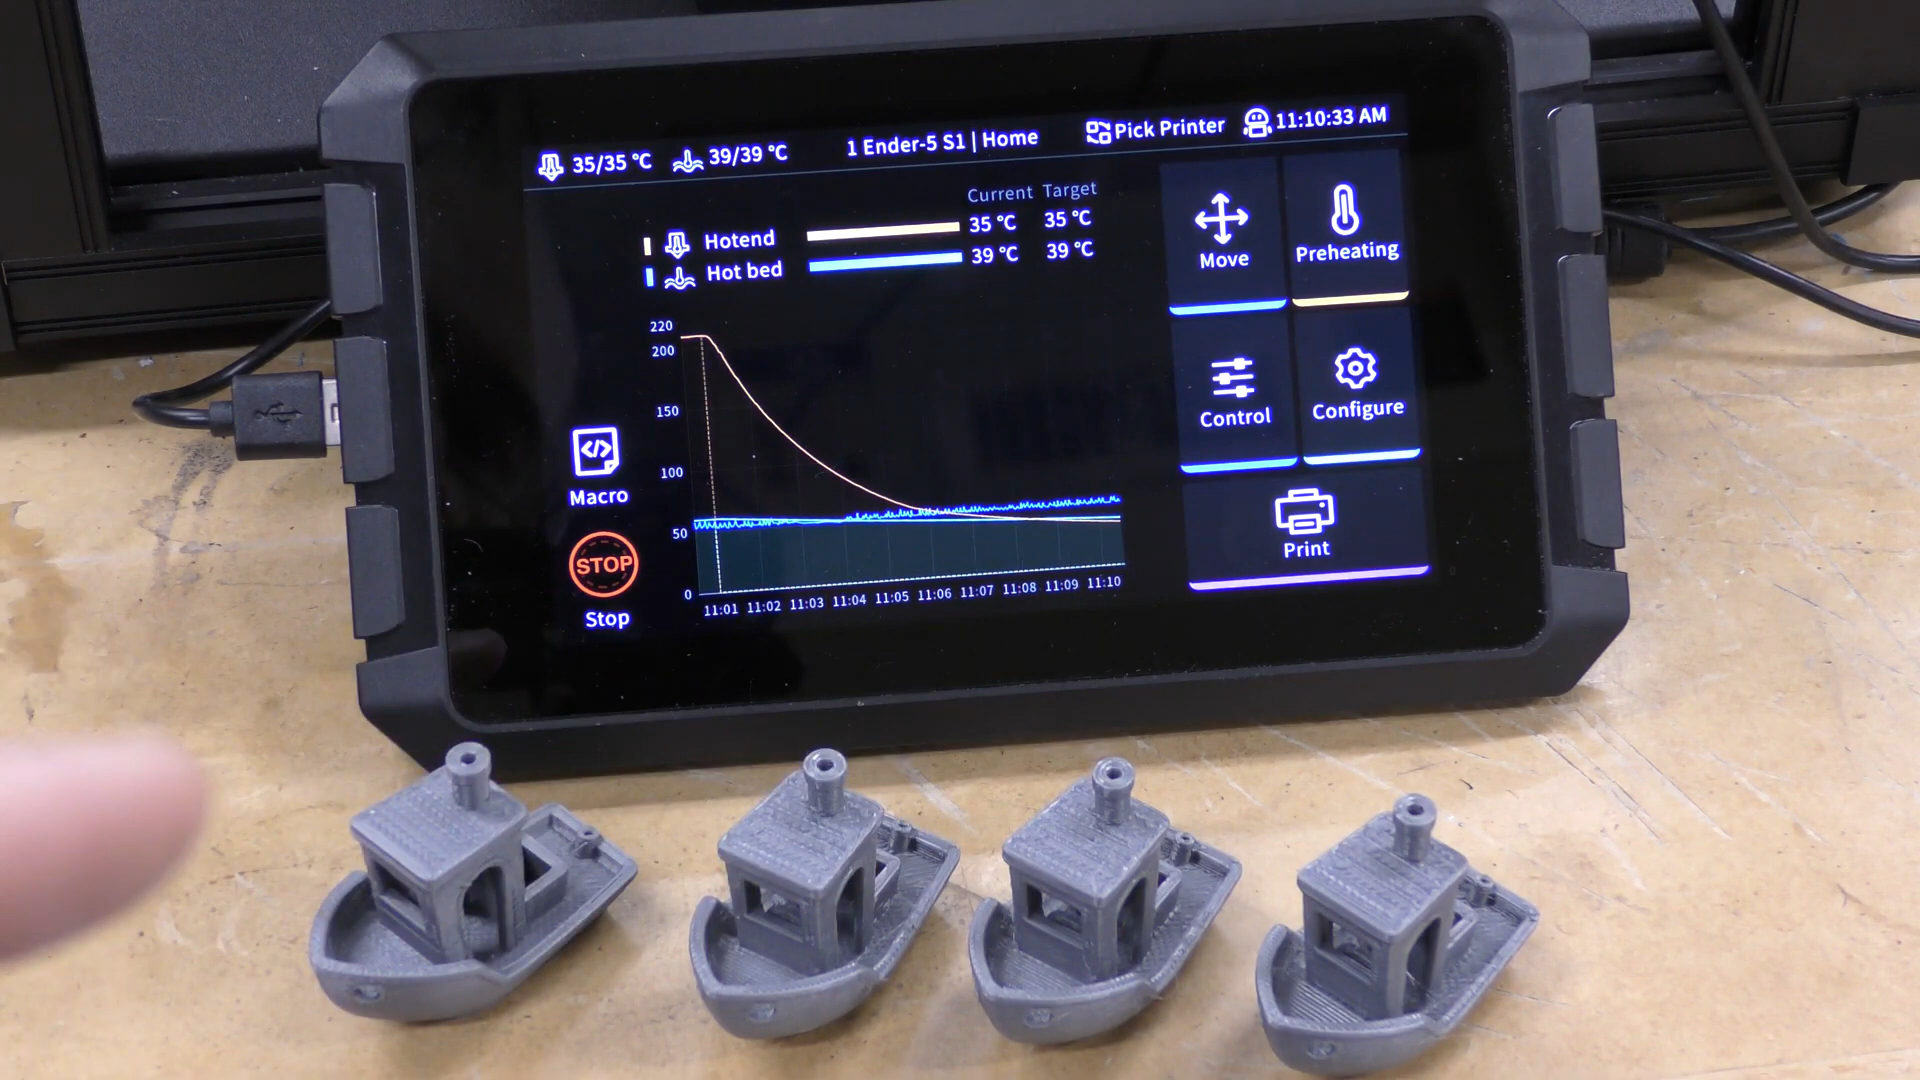 35/35 °C 39/39 °C 1 Ender-5 S1 | Home Pick Printer 11:10:33 AM
Current Target
Hotend 35 °C 35 °C
Hot bed 39 °C 39 °C
Move
Preheating
Control
Configure
Print
Macro
STOP
Stop
220
200
150
100
50
0
11:01 11:02 11:03 11:04 11:05 11:06 11:07 11:08 11:09 11:10